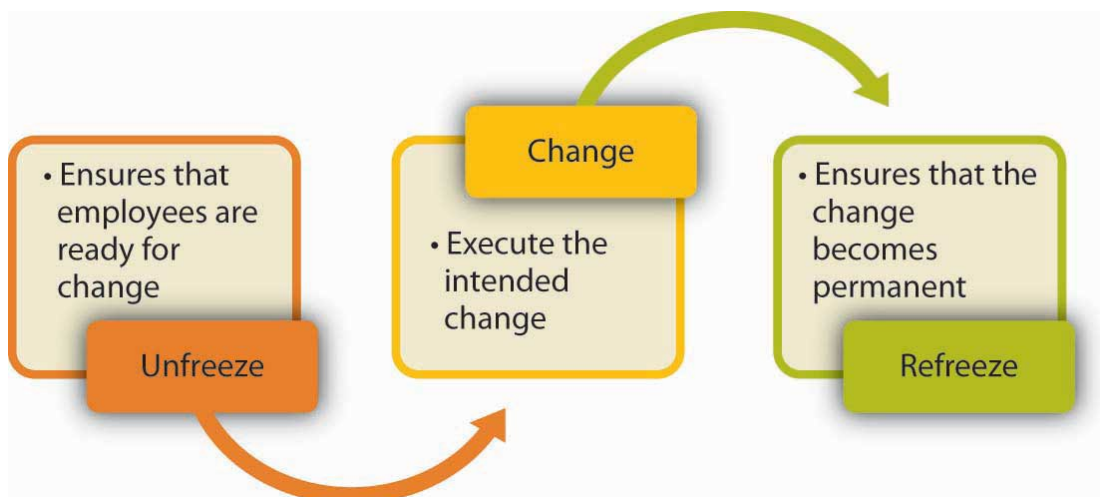 • Ensures that
employees are
ready for
change
Unfreeze
Change
• Execute the
intended
change
• Ensures that the
change
becomes
permanent
Refreeze